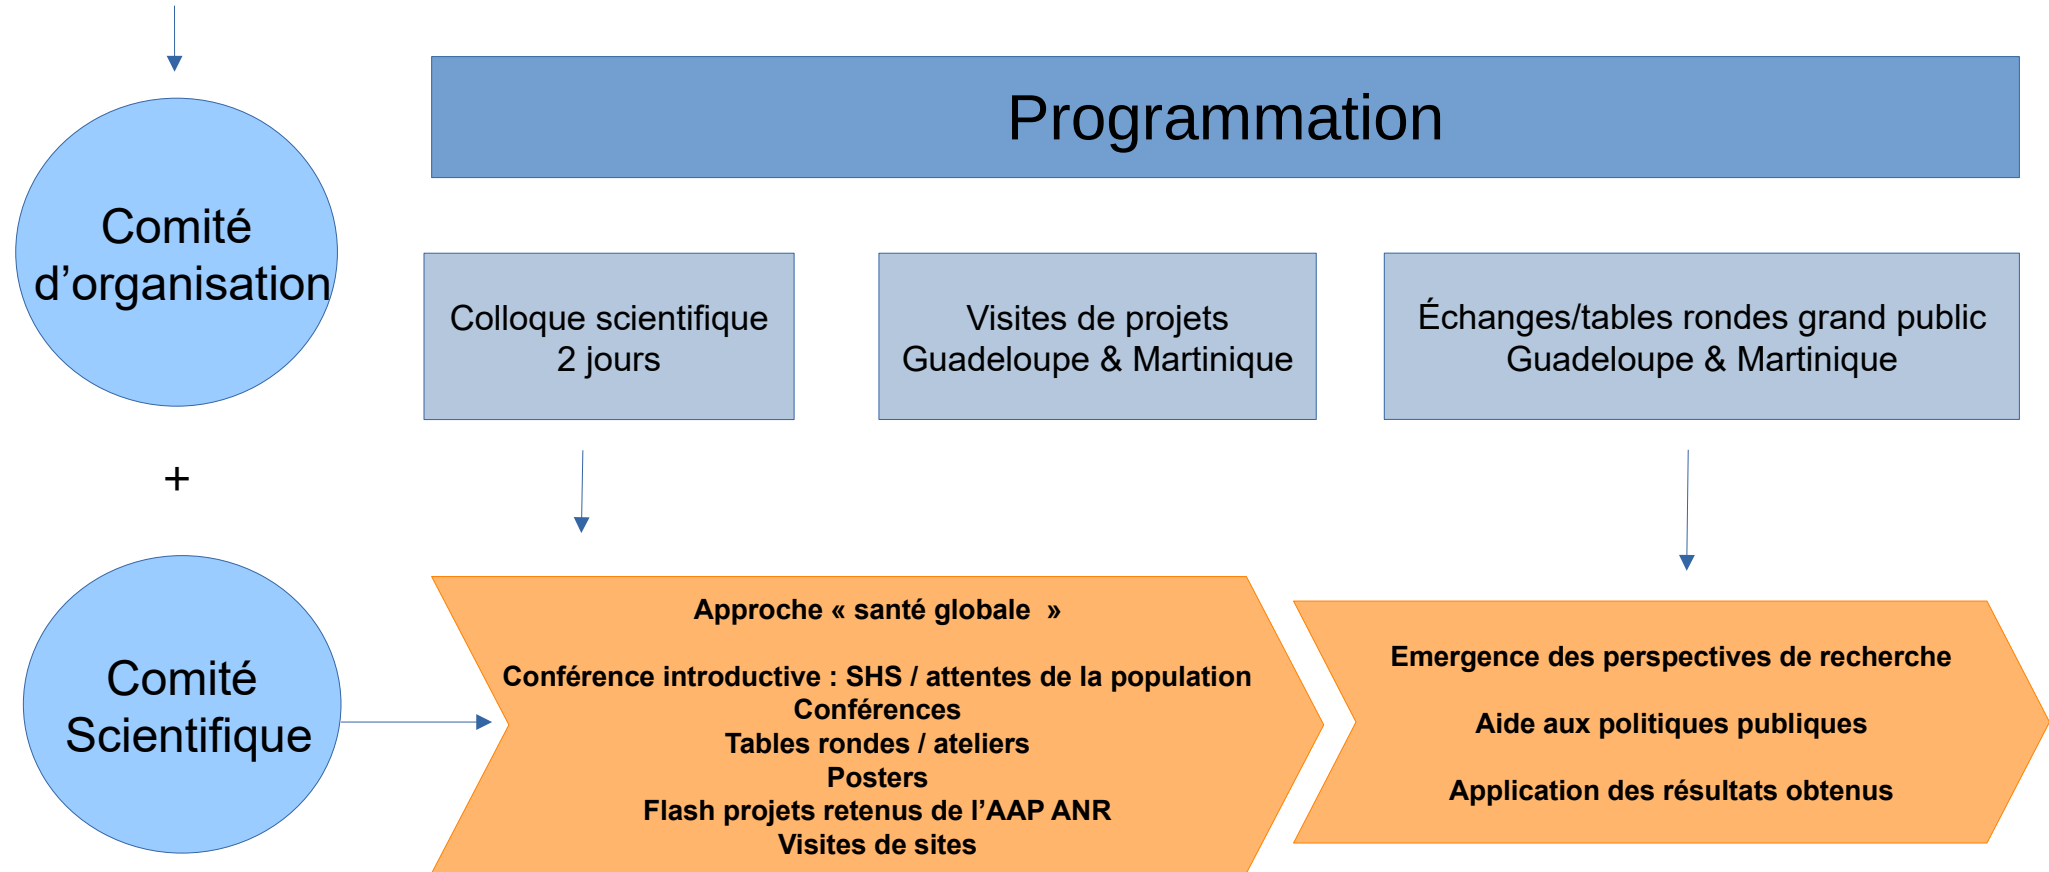 Programmation
Comité
d’organisation
+
Comité
Scientifique
Colloque scientifique
2 jours
Visites de projets
Guadeloupe & Martinique
Échanges/tables rondes grand public
Guadeloupe & Martinique
Approche « santé globale  »
Conférence introductive : SHS / attentes de la population
Conférences
Tables rondes / ateliers
Posters
Flash projets retenus de l’AAP ANR
Visites de sites
Emergence des perspectives de recherche
Aide aux politiques publiques
Application des résultats obtenus